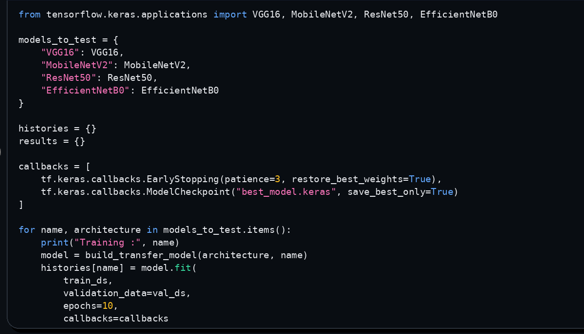 from tensorflow.keras.applications import VGG16, MobileNetV2, ResNet50, EfficientNetB0

models_to_test = {
    "VGG16": VGG16,
    "MobileNetV2": MobileNetV2,
    "ResNet50": ResNet50,
    "EfficientNetB0": EfficientNetB0
}

histories = {}
results = {}

callbacks = [
    tf.keras.callbacks.EarlyStopping(patience=3, restore_best_weights=True),
    tf.keras.callbacks.ModelCheckpoint("best_model.keras", save_best_only=True)
]

for name, architecture in models_to_test.items():
    print("Training :", name)
    model = build_transfer_model(architecture, name)
    histories[name] = model.fit(
        train_ds,
        validation_data=val_ds,
        epochs=10,
        callbacks=callbacks